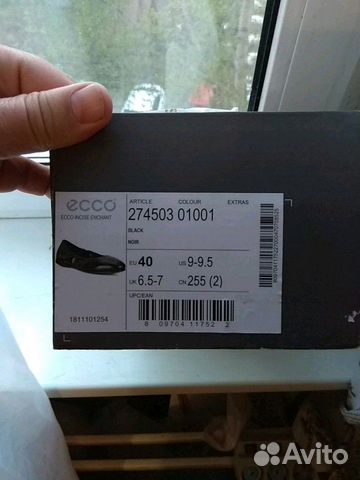 ecco
ECCO INCISE ENCHANT
ARTICLE COLOUR EXTRAS
274503 01001
BLACK
NOIR
EU 40 US 9-9.5
UK 6.5-7 CN 255 (2)
UPC/EAN
8 09704 11752 2
1811101254
Avito